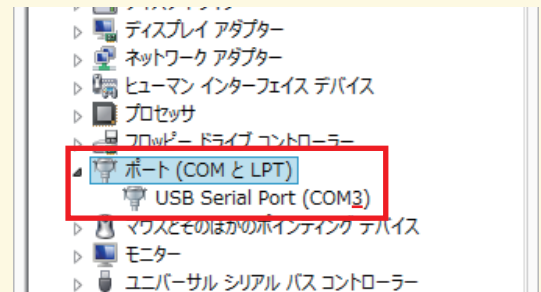 ディスプレイ アダプター
ネットワーク アダプター
ヒューマン インターフェイス デバイス
プロセッサ
フロッピー ドライブ コントローラー
ポート (COM と LPT)
USB Serial Port (COM3)
マウスとそのほかのポインティング デバイス
モニター
ユニバーサル シリアル バス コントローラー